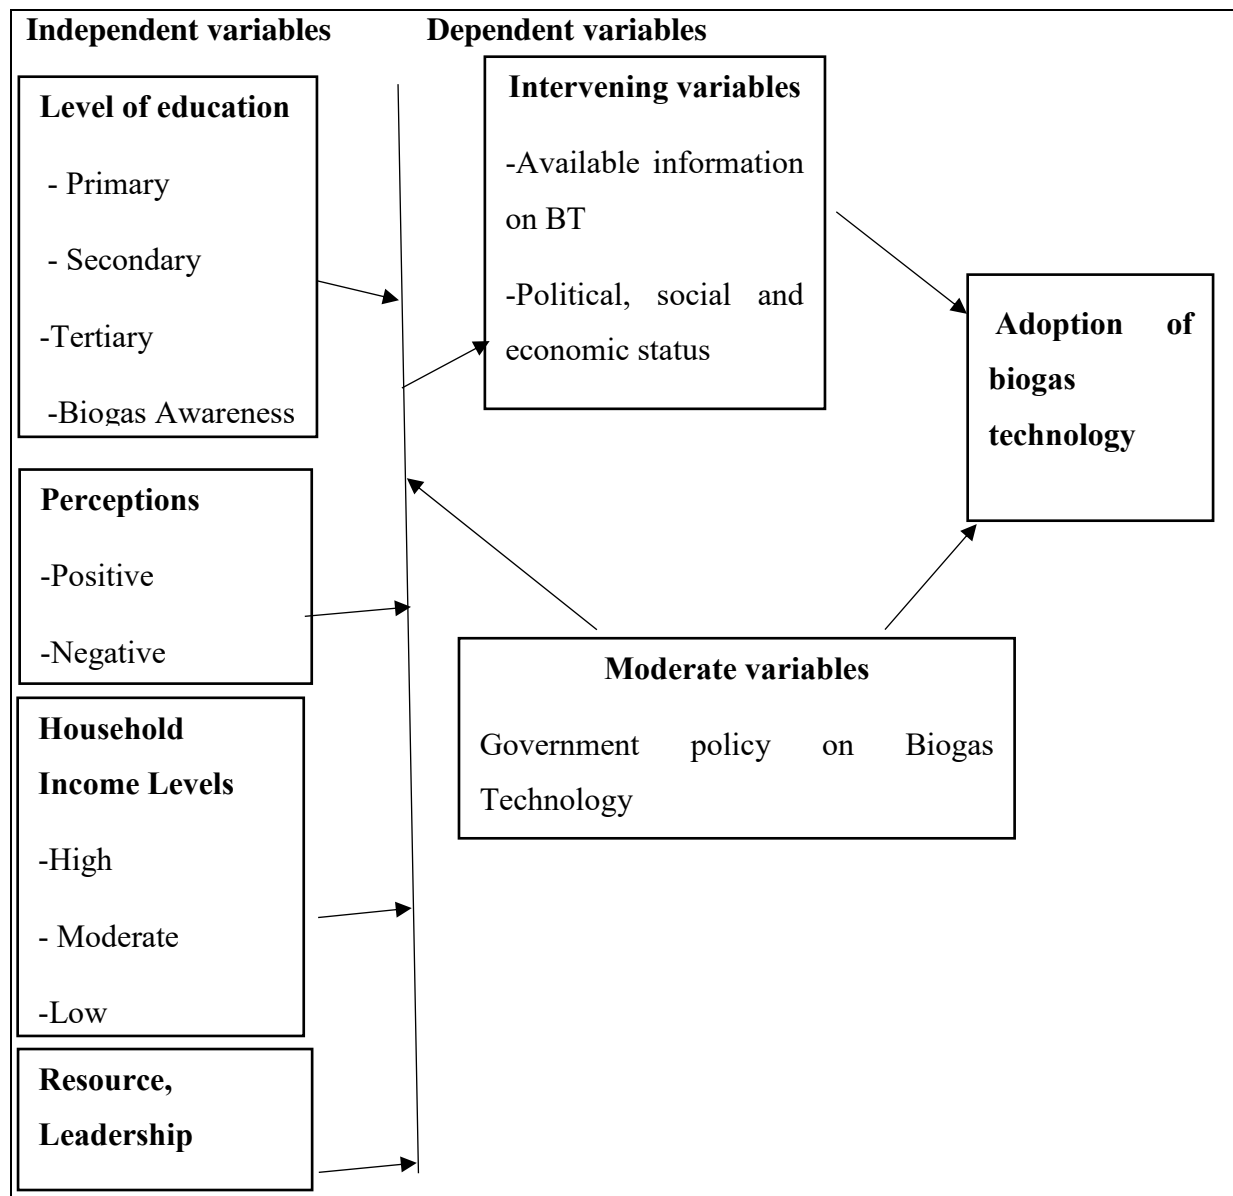 Independent variables
Dependent variables
Level of education
- Primary
- Secondary
-Tertiary
-Biogas Awareness
Perceptions
-Positive
-Negative
Household
Income Levels
-High
- Moderate
-Low
Resource,
Leadership
Intervening variables
-Available information
on BT
-Political, social and
economic status
Moderate variables
Government policy on Biogas
Technology
Adoption of
biogas
technology